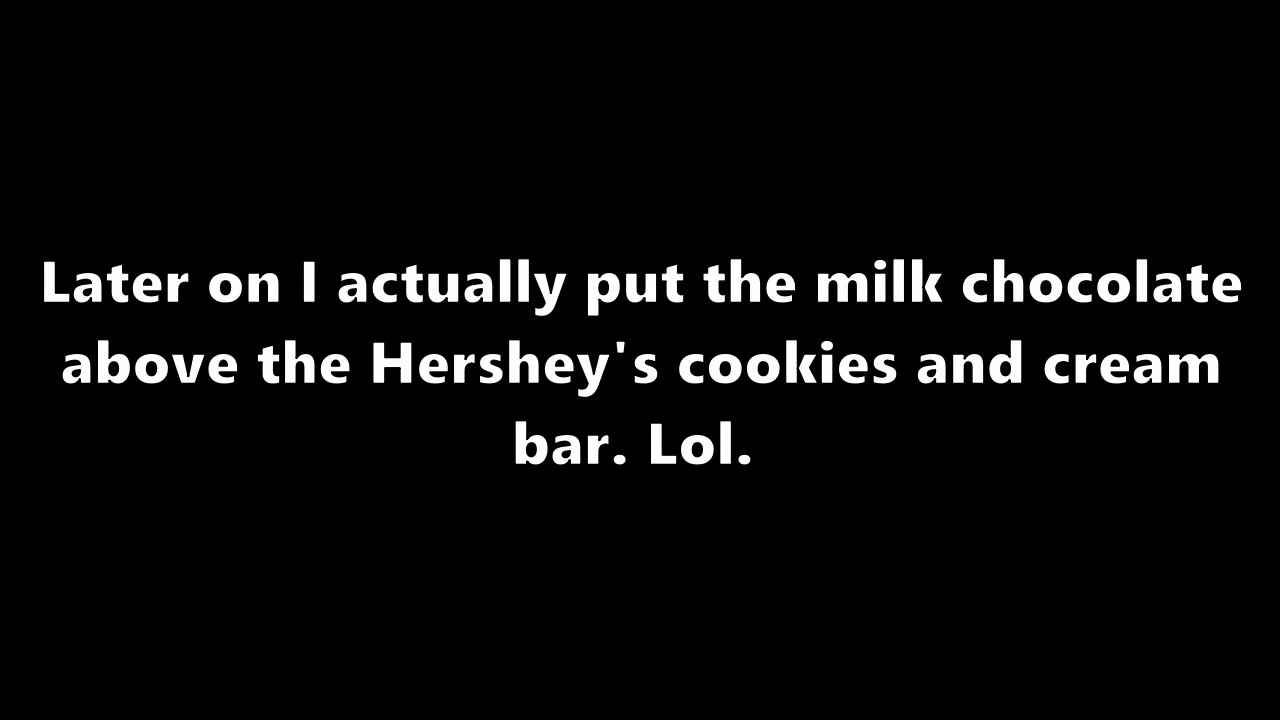 Later on I actually put the milk chocolate
above the Hershey's cookies and cream
bar. Lol.